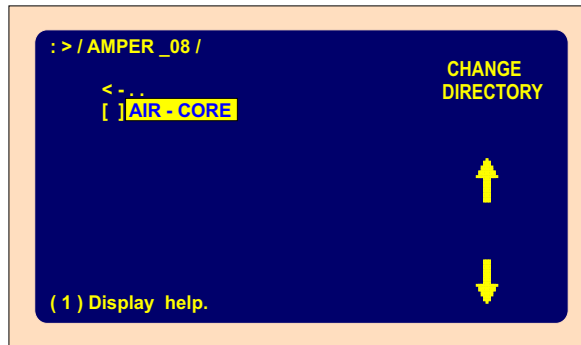 : > / AMPER _08 /
CHANGE
DIRECTORY
< - . .
[ ] AIR - CORE
( 1 ) Display help.